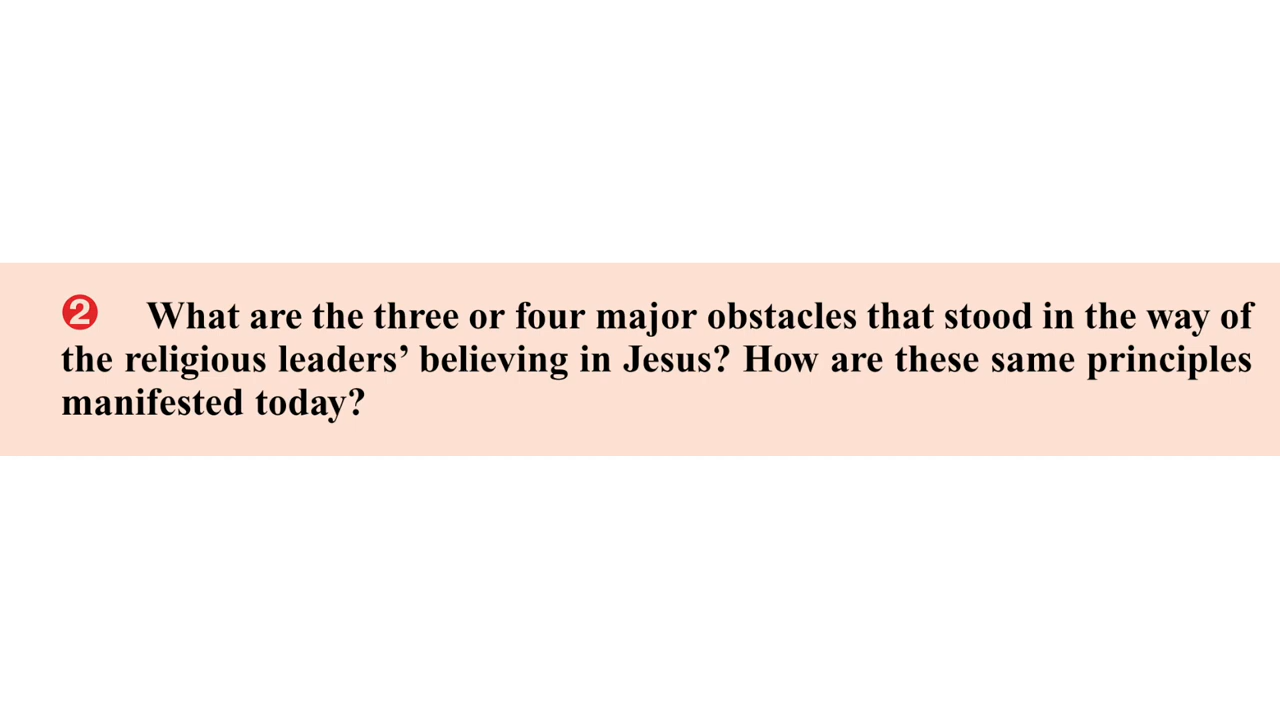 ❷ What are the three or four major obstacles that stood in the way of
the religious leaders’ believing in Jesus? How are these same principles
manifested today?